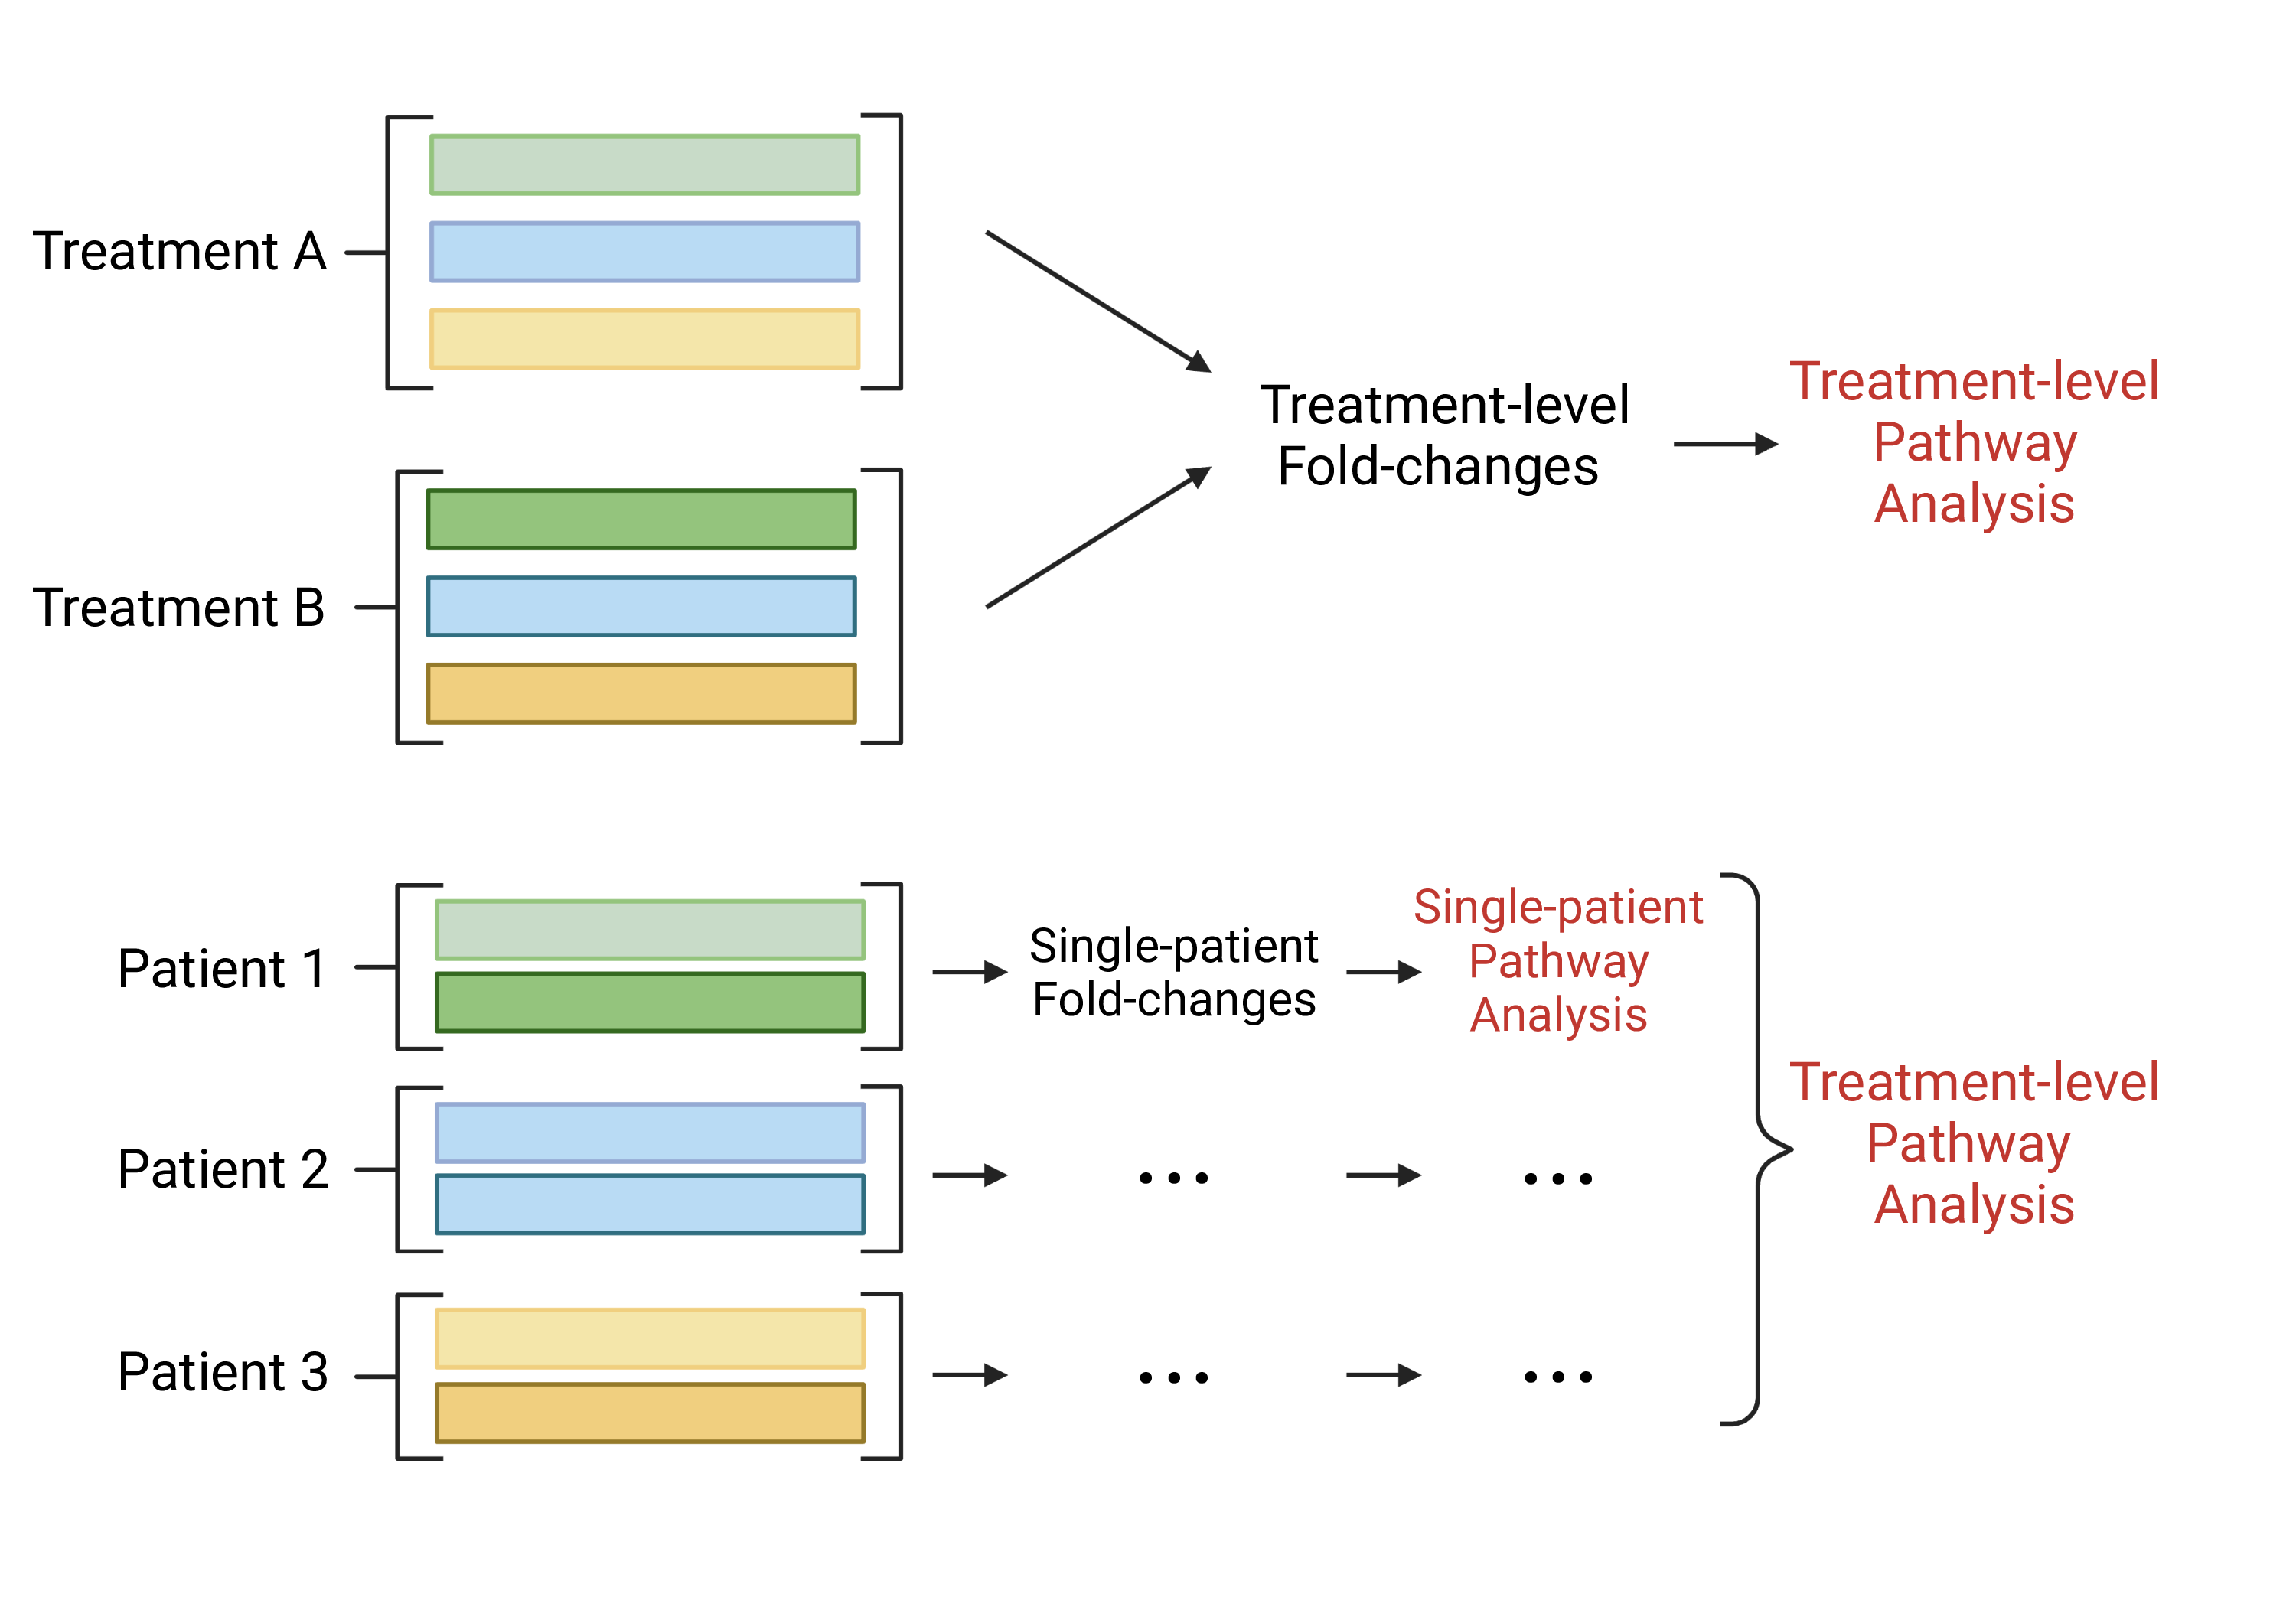 Treatment A
Treatment B
Treatment-level
Fold-changes
Treatment-level
Pathway
Analysis
Patient 1
Single-patient
Fold-changes
Single-patient
Pathway
Analysis
Patient 2
... ...
Patient 3
... ...
Treatment-level
Pathway
Analysis